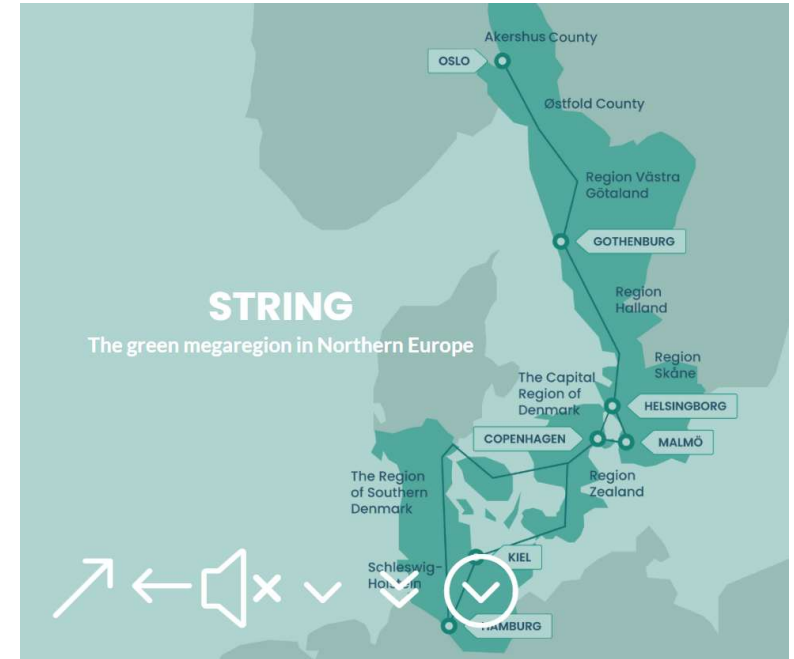 Akershus County
OSLO
Østfold County
Region Västra
Götaland
GOTHENBURG
STRING
The green megaregion in Northern Europe
Region
Halland
Region
Skåne
The Capital
Region of
Denmark
HELSINGBORG
COPENHAGEN
MALMÖ
The Region
of Southern
Denmark
Region
Zealand
KIEL
Schleswig-
Holstein
HAMBURG